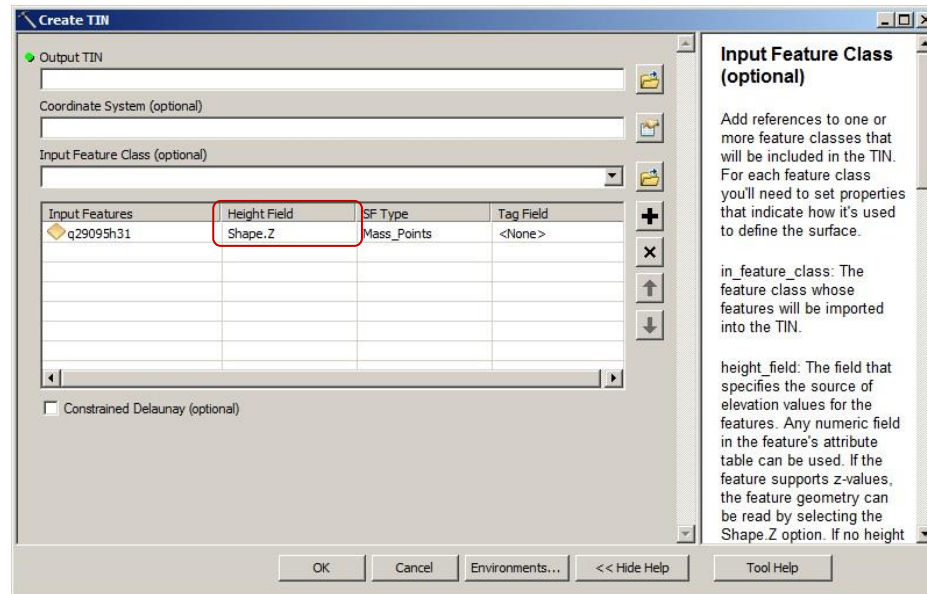 Create TIN
Output TIN
Coordinate System (optional)
Input Feature Class (optional)
Input Features Height Field SF Type Tag Field
q29095h31 Shape.Z Mass_Points <None>
Constrained Delaunay (optional)
Input Feature Class
(optional)
Add references to one or
more feature classes that
will be included in the TIN.
For each feature class
you'll need to set properties
that indicate how it's used
to define the surface.
in_feature_class: The
feature class whose
features will be imported
into the TIN.
height_field: The field that
specifies the source of
elevation values for the
features. Any numeric field
in the feature's attribute
table can be used. If the
feature supports z-values,
the feature geometry can
be read by selecting the
Shape.Z option. If no height
OK Cancel Environments... << Hide Help Tool Help